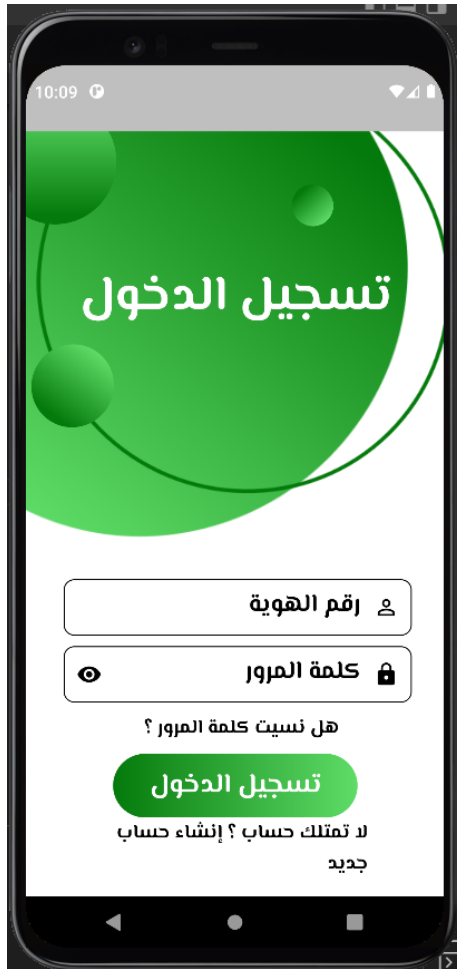 10:09
تسجيل الدخول
رقم الهوية
كلمة المرور
هل نسيت كلمة المرور ؟
تسجيل الدخول
لا تمتلك حساب ؟ إنشاء حساب
جديد